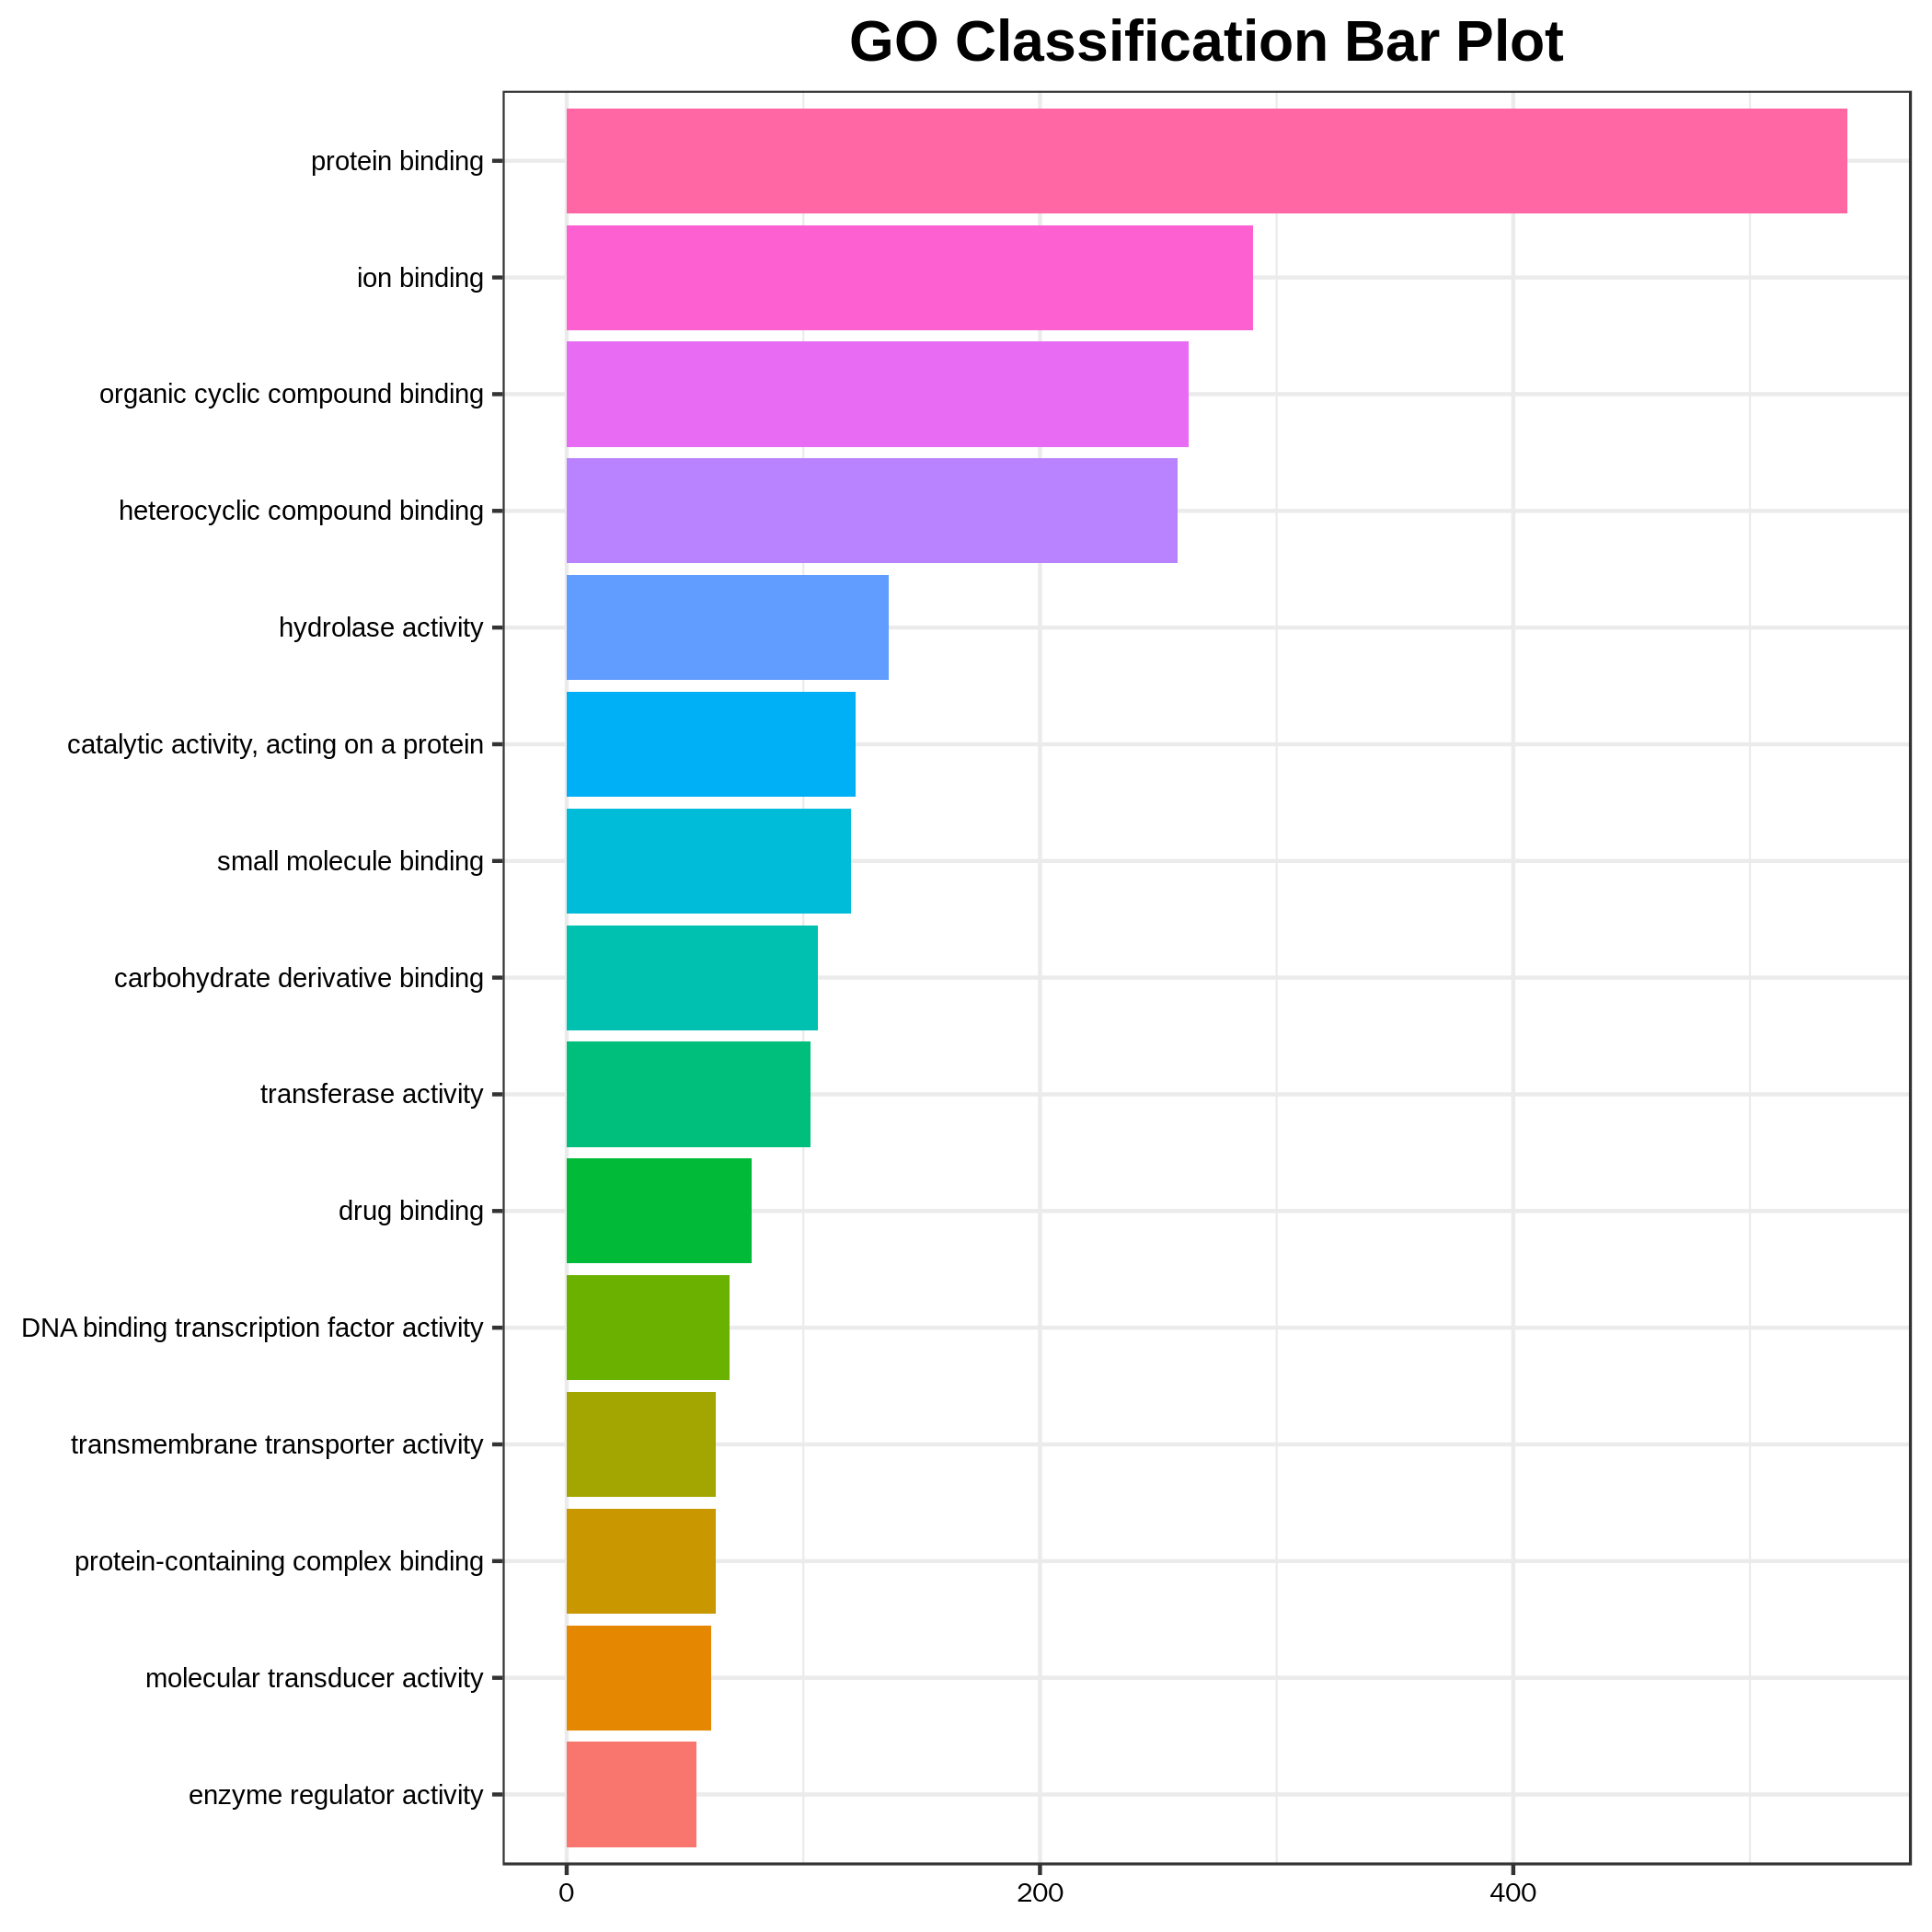 GO Classification Bar Plot
protein binding
ion binding
organic cyclic compound binding
heterocyclic compound binding
hydrolase activity
catalytic activity, acting on a protein
small molecule binding
carbohydrate derivative binding
transferase activity
drug binding
DNA binding transcription factor activity
transmembrane transporter activity
protein-containing complex binding
molecular transducer activity
enzyme regulator activity
0 200 400